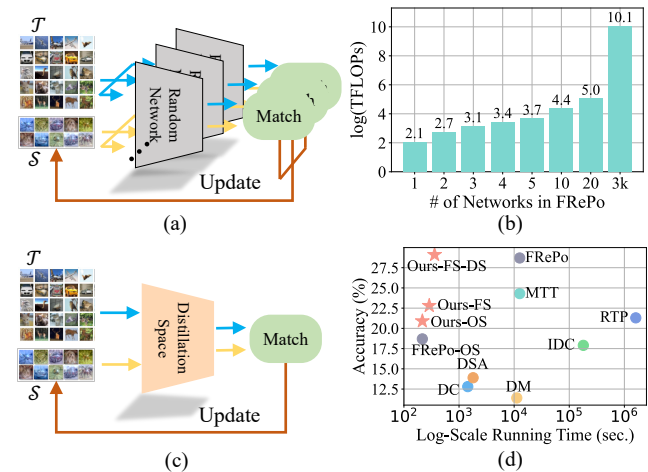 𝒯
𝒮
Random
Network
Match
Update
(a)
log(TFLOPs)
10
8
6
4
2
0
2.1
2.7
3.1
3.4
3.7
4.4
5.0
10.1
1 2 3 4 5 10 20 3k
# of Networks in FRePo
(b)
𝒯
𝒮
Distillation
Space
Match
Update
(c)
Accuracy (%)
27.5
25.0
22.5
20.0
17.5
15.0
12.5
Ours-FS-DS
FRePo
MTT
Ours-FS
Ours-OS
RTP
FRePo-OS
IDC
DSA
DC
DM
10² 10³ 10⁴ 10⁵ 10⁶
Log-Scale Running Time (sec.)
(d)